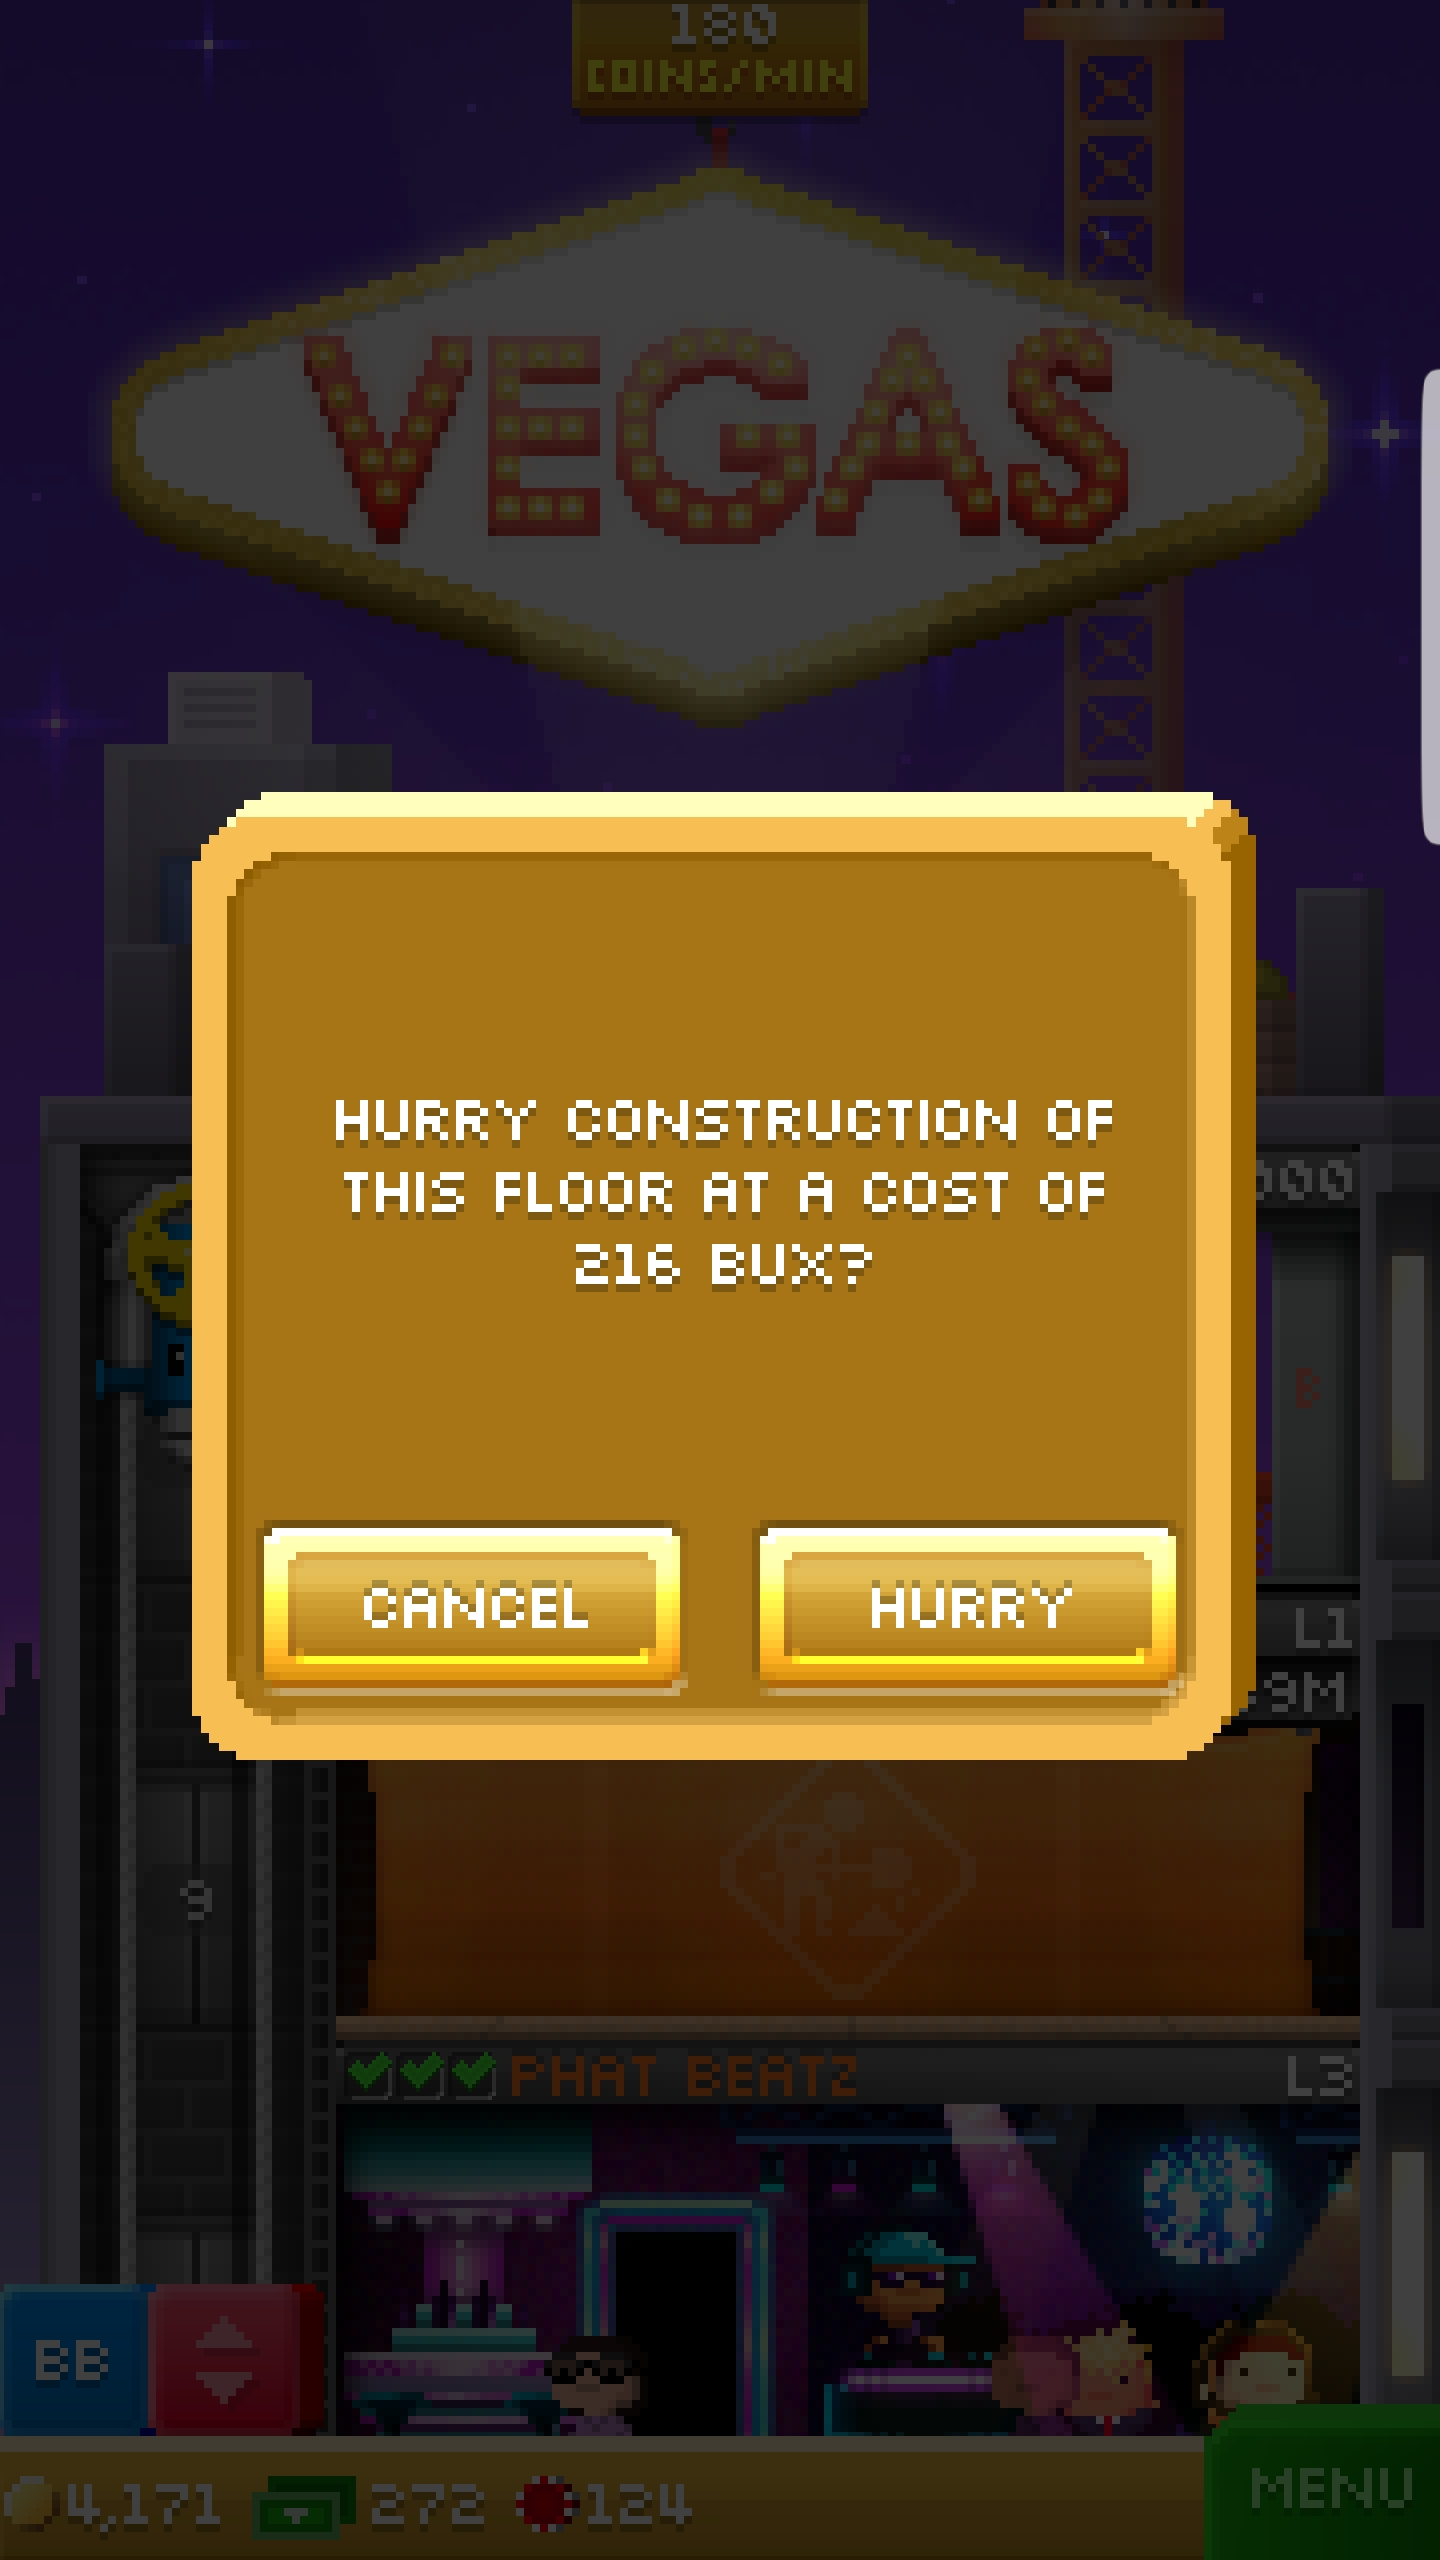 180
COINS/MIN
VEGAS
HURRY CONSTRUCTION OF
THIS FLOOR AT A COST OF
216 BUX?
CANCEL
HURRY
B
L1
9M
9
PHAT BEATZ
L3
BB
4,171
272
124
MENU